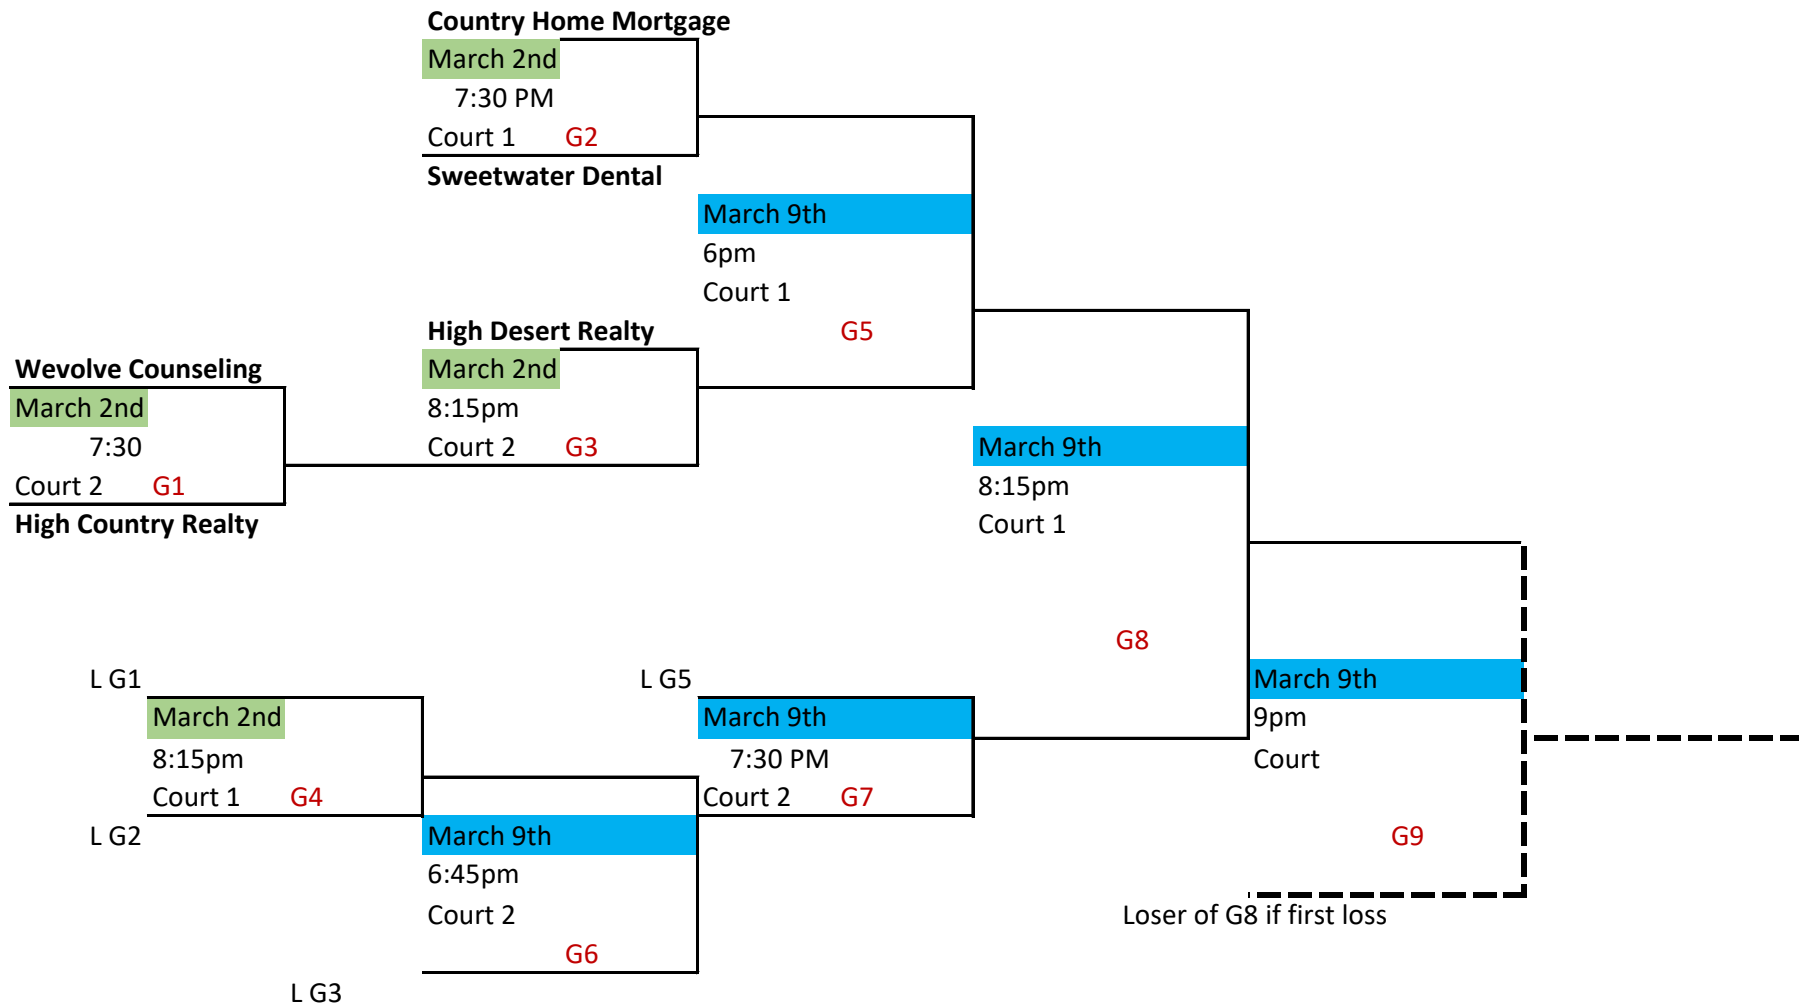 Country Home Mortgage
March 2nd
7:30 PM
Court 1 G2
Sweetwater Dental
March 9th
6pm
Court 1
G5
High Desert Realty
March 2nd
8:15pm
Court 2 G3
Wevolve Counseling
March 2nd
7:30
Court 2 G1
High Country Realty
March 9th
8:15pm
Court 1
G8
L G1
March 2nd
8:15pm
Court 1 G4
L G2
L G5
March 9th
7:30 PM
Court 2 G7
March 9th
6:45pm
Court 2
G6
L G3
March 9th
9pm
Court
G9
Loser of G8 if first loss